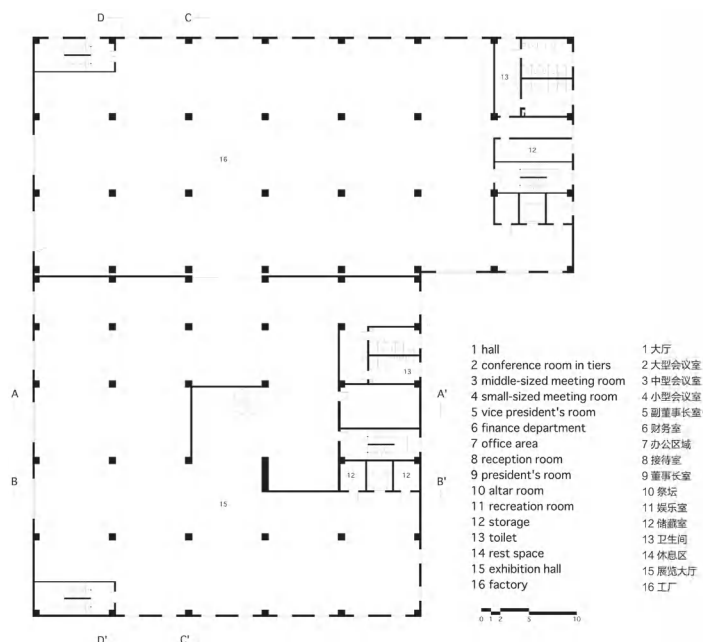 D C
13
12
16
13
A A'
12 12
B B'
15
D' C'
1 hall
2 conference room in tiers
3 middle-sized meeting room
4 small-sized meeting room
5 vice president's room
6 finance department
7 office area
8 reception room
9 president's room
10 altar room
11 recreation room
12 storage
13 toilet
14 rest space
15 exhibition hall
16 factory
1 大厅
2 大型会议室
3 中型会议室
4 小型会议室
5 副董事长室
6 财务室
7 办公区域
8 接待室
9 董事长室
10 祭坛
11 娱乐室
12 储藏室
13 卫生间
14 休息区
15 展览大厅
16 工厂
0 1 2 5 10